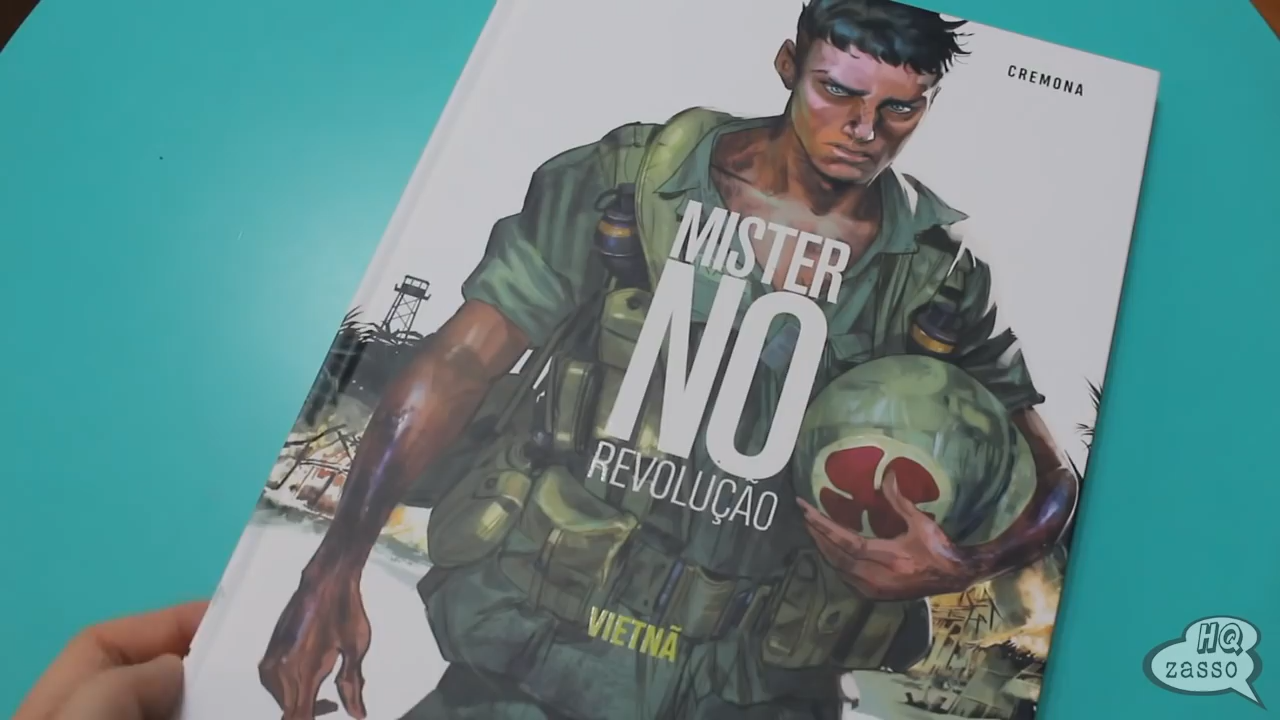 CREMONA
MISTER
NO
REVOLUÇÃO
VIETNÃ
HQ
zasso